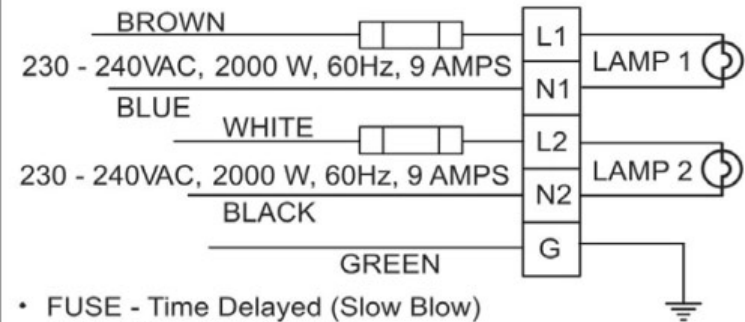 BROWN
L1
230 - 240VAC, 2000 W, 60Hz, 9 AMPS
LAMP 1
N1
BLUE
WHITE
L2
230 - 240VAC, 2000 W, 60Hz, 9 AMPS
LAMP 2
N2
BLACK
G
GREEN
• FUSE - Time Delayed (Slow Blow)